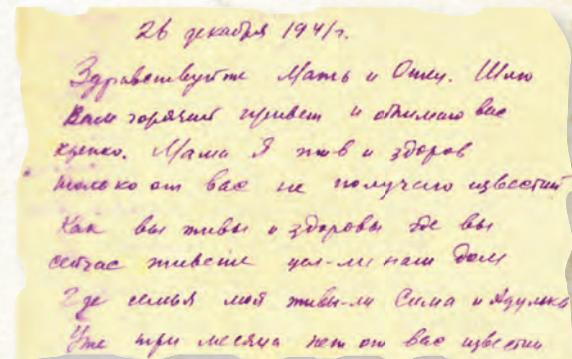 26 декабря 1941г.
Здравствуйте Мать и Отец. Шлю
Вам горячий привет и обнимаю вас
крепко. Мама Я жив и здоров
только от вас не получаю известий
Как вы живы и здоровы где вы
сейчас живете цел-ли наш дом
Где семья моя живы-ли Сима и Адулька
Уже три месяца нет от вас известий